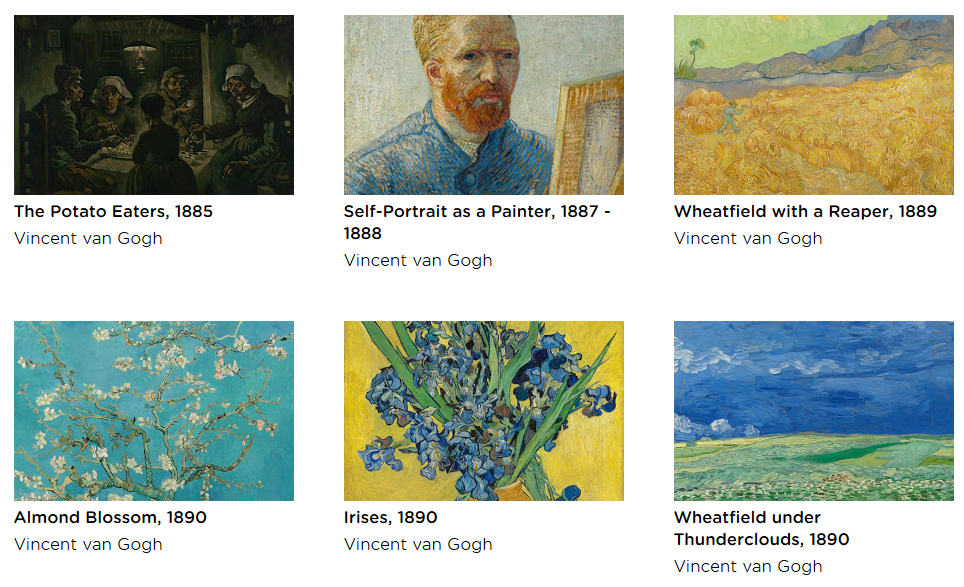 The Potato Eaters, 1885
Vincent van Gogh
Self-Portrait as a Painter, 1887 -
1888
Vincent van Gogh
Wheatfield with a Reaper, 1889
Vincent van Gogh
Almond Blossom, 1890
Vincent van Gogh
Irises, 1890
Vincent van Gogh
Wheatfield under
Thunderclouds, 1890
Vincent van Gogh